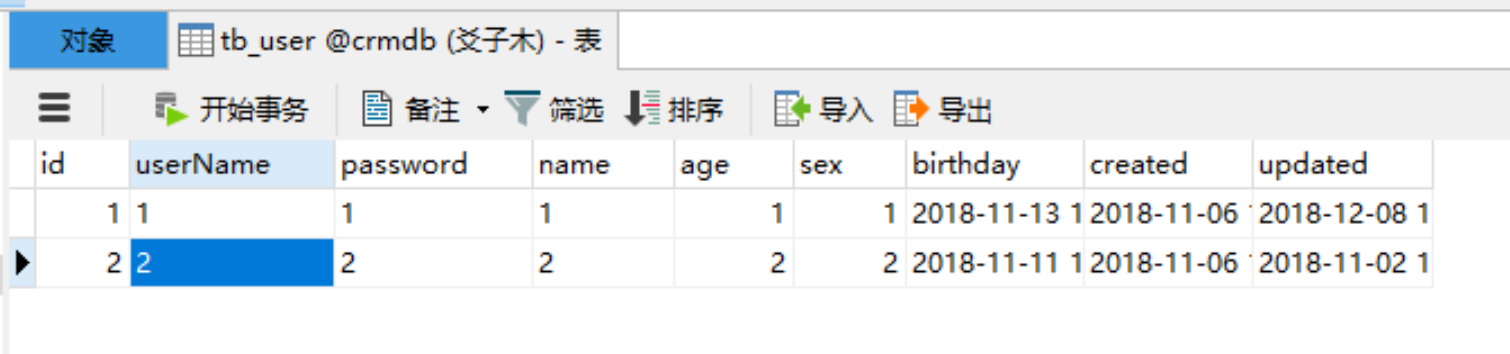 对象 tb_user @crmdb (爻子木) - 表
开始事务 备注 筛选 排序 导入 导出
id userName password name age sex birthday created updated
1 1 1 1 1 1 2018-11-13 1 2018-11-06 2018-12-08 1
2 2 2 2 2 2 2018-11-11 1 2018-11-06 2018-11-02 1